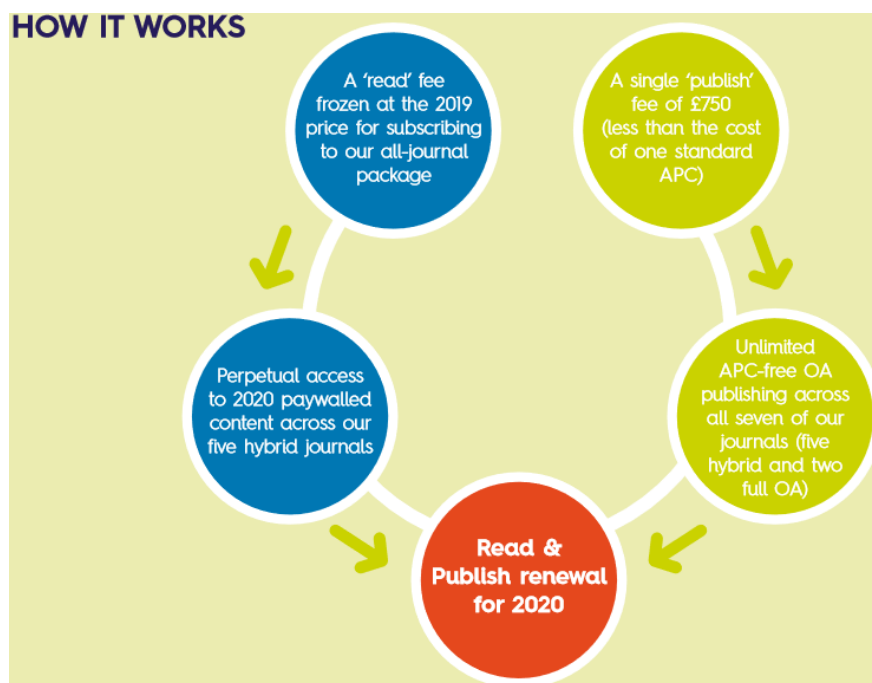 HOW IT WORKS
A ‘read’ fee
frozen at the 2019
price for subscribing
to our all-journal
package
A single ‘publish’
fee of £750
(less than the cost
of one standard
APC)
Perpetual access
to 2020 paywalled
content across our
five hybrid journals
Unlimited
APC-free OA
publishing across
all seven of our
journals (five
hybrid and two
full OA)
Read &
Publish renewal
for 2020